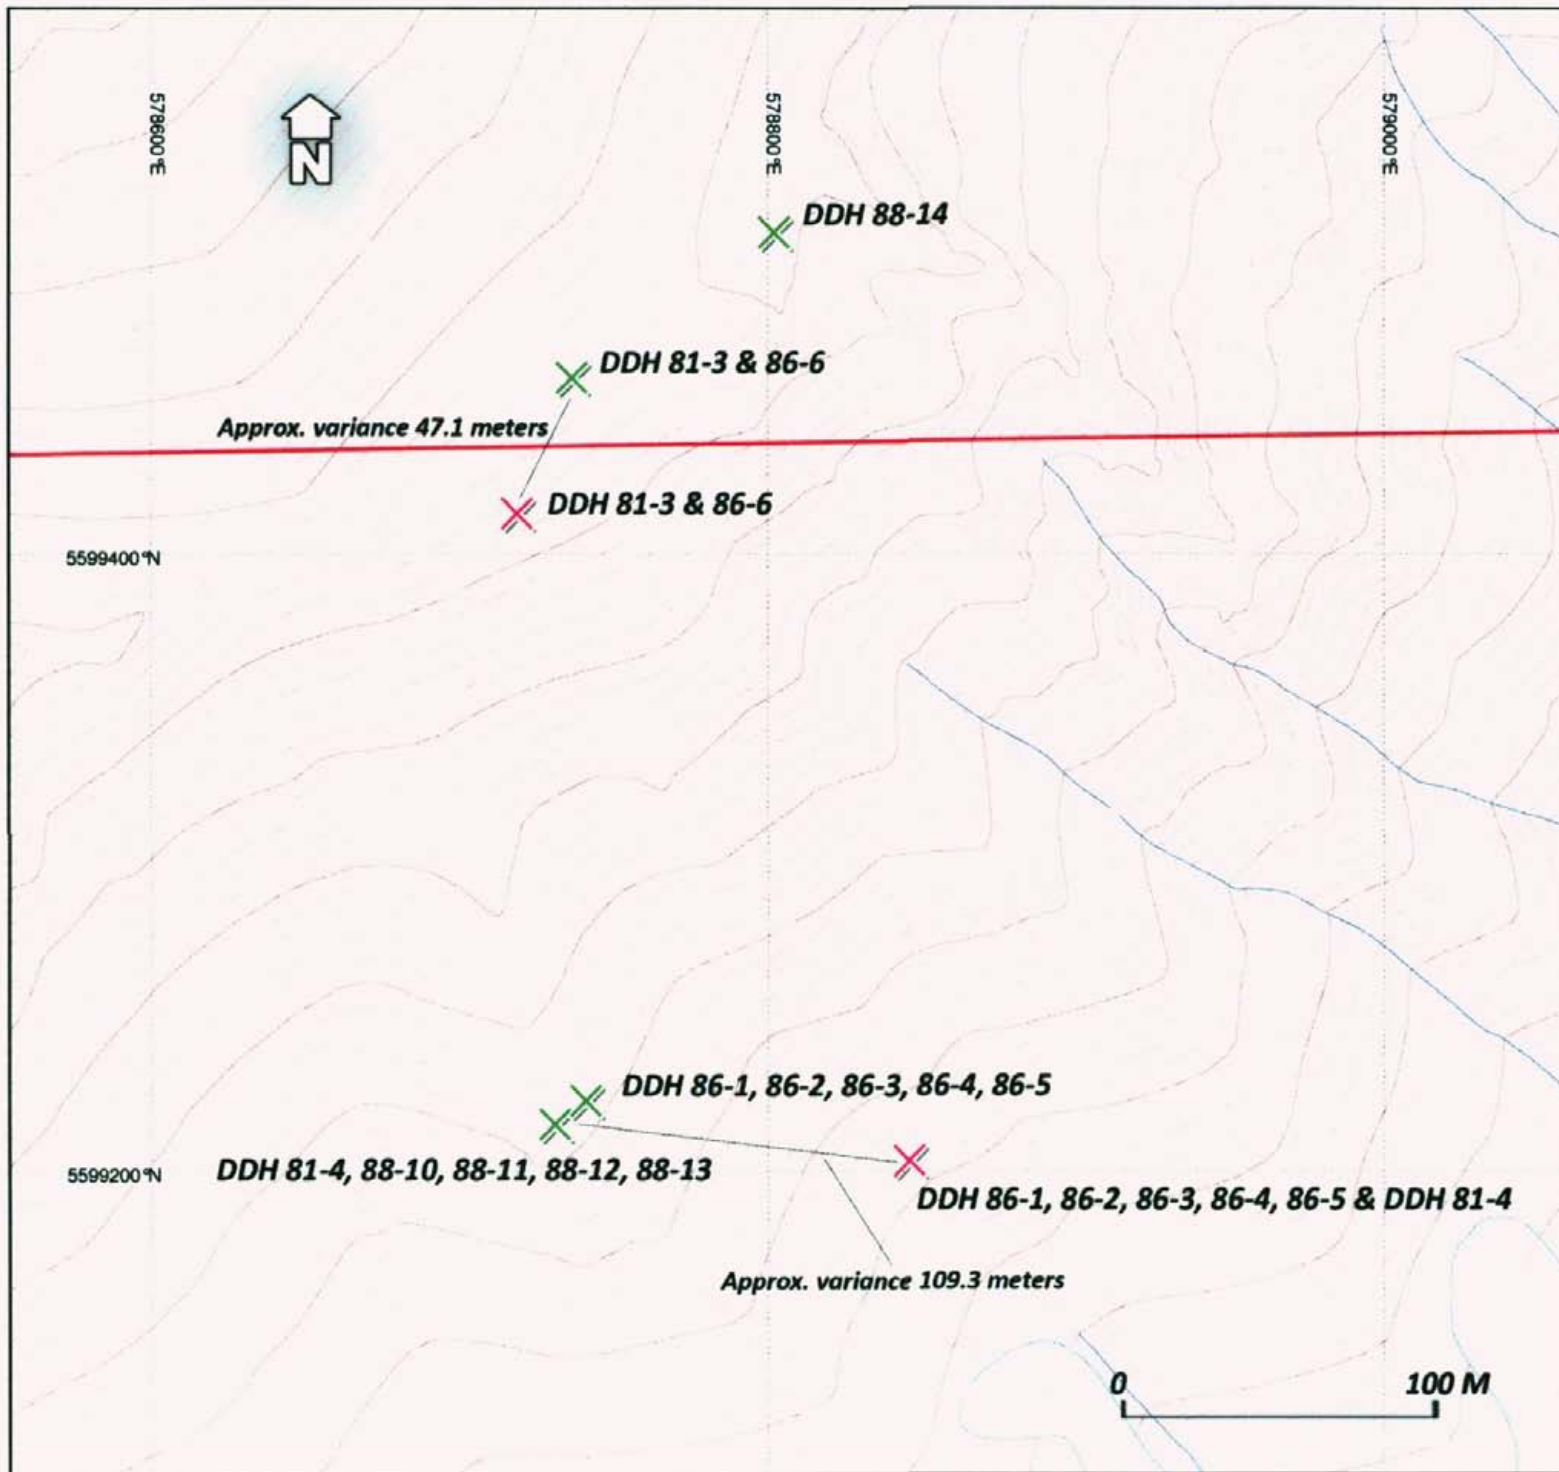 578600°E
578800°E
579000°E
N
DDH 88-14
DDH 81-3 & 86-6
Approx. variance 47.1 meters
DDH 81-3 & 86-6
5599400°N
DDH 86-1, 86-2, 86-3, 86-4, 86-5
DDH 81-4, 88-10, 88-11, 88-12, 88-13
5599200°N
DDH 86-1, 86-2, 86-3, 86-4, 86-5 & DDH 81-4
Approx. variance 109.3 meters
0 100 M